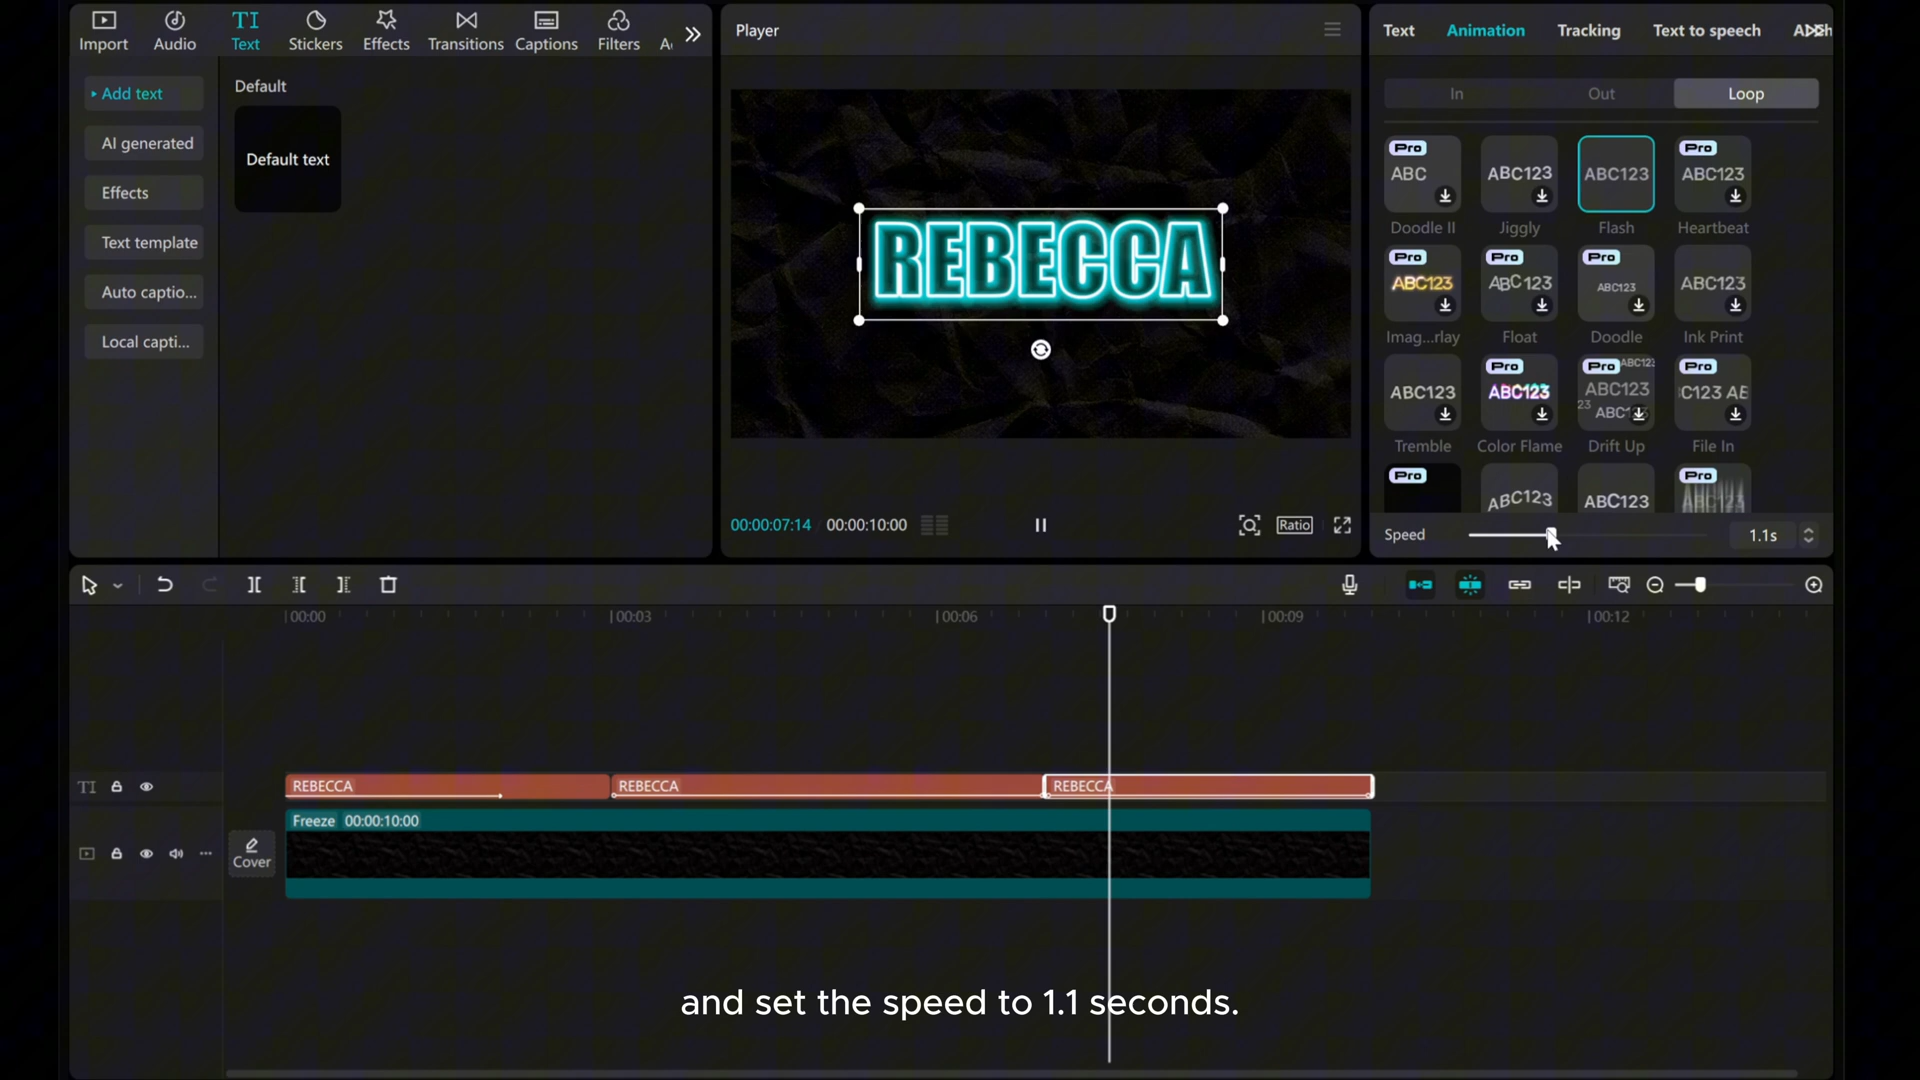 Import Audio TI Text Stickers Effects Transitions Captions Filters
Add text
AI generated
Effects
Text template
Auto captio...
Local capti...
Default
Default text
Player
REBECCA
00:00:07:14 00:00:10:00
Ratio
Text Animation Tracking Text to speech
In Out Loop
Pro ABC ABC123 ABC123 Pro ABC123
Doodle II Jiggly Flash Heartbeat
Pro ABC123 Pro ABC123 Pro ABC123 ABC123
Imag...rlay Float Doodle Ink Print
ABC123 Pro ABC123 Pro ABC123 ABC123 Pro C123 AB
Tremble Color Flame Drift Up File In
Pro ABC123 ABC123 Pro
Speed 1.1s
00:00 00:03 00:06 00:09 00:12
TI REBECCA REBECCA REBECCA
Freeze 00:00:10:00
Cover
and set the speed to 1.1 seconds.